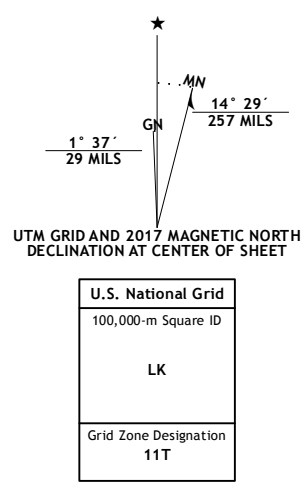 ★
MN
14° 29´
257 MILS
GN
1° 37´
29 MILS
UTM GRID AND 2017 MAGNETIC NORTH
DECLINATION AT CENTER OF SHEET
U.S. National Grid
100,000-m Square ID
LK
Grid Zone Designation
11T